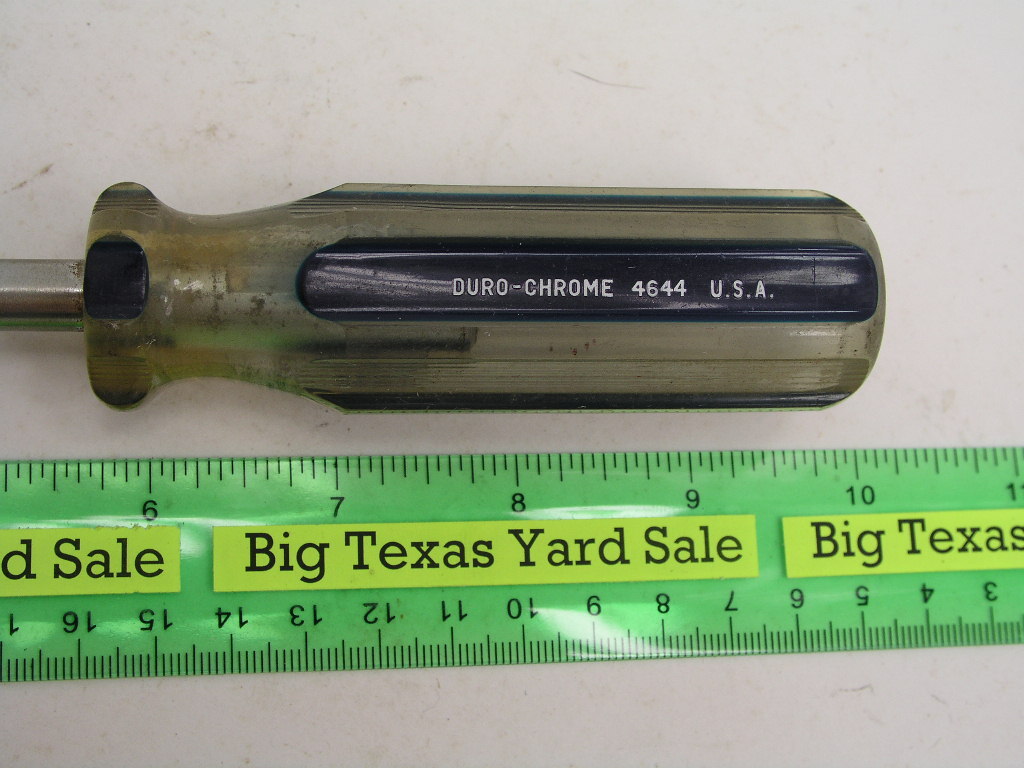 DURO-CHROME 4644 U.S.A.
6 7 8 9 10 11
d Sale Big Texas Yard Sale Big Texas
16 15 14 13 12 11 10 9 8 7 6 5 4 3